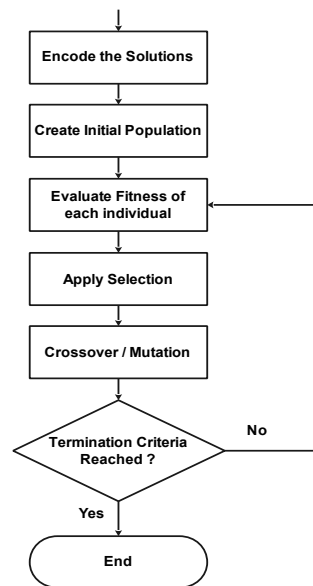 Encode the Solutions
Create Initial Population
Evaluate Fitness of
each individual
Apply Selection
Crossover / Mutation
Termination Criteria
Reached ?
No
Yes
End